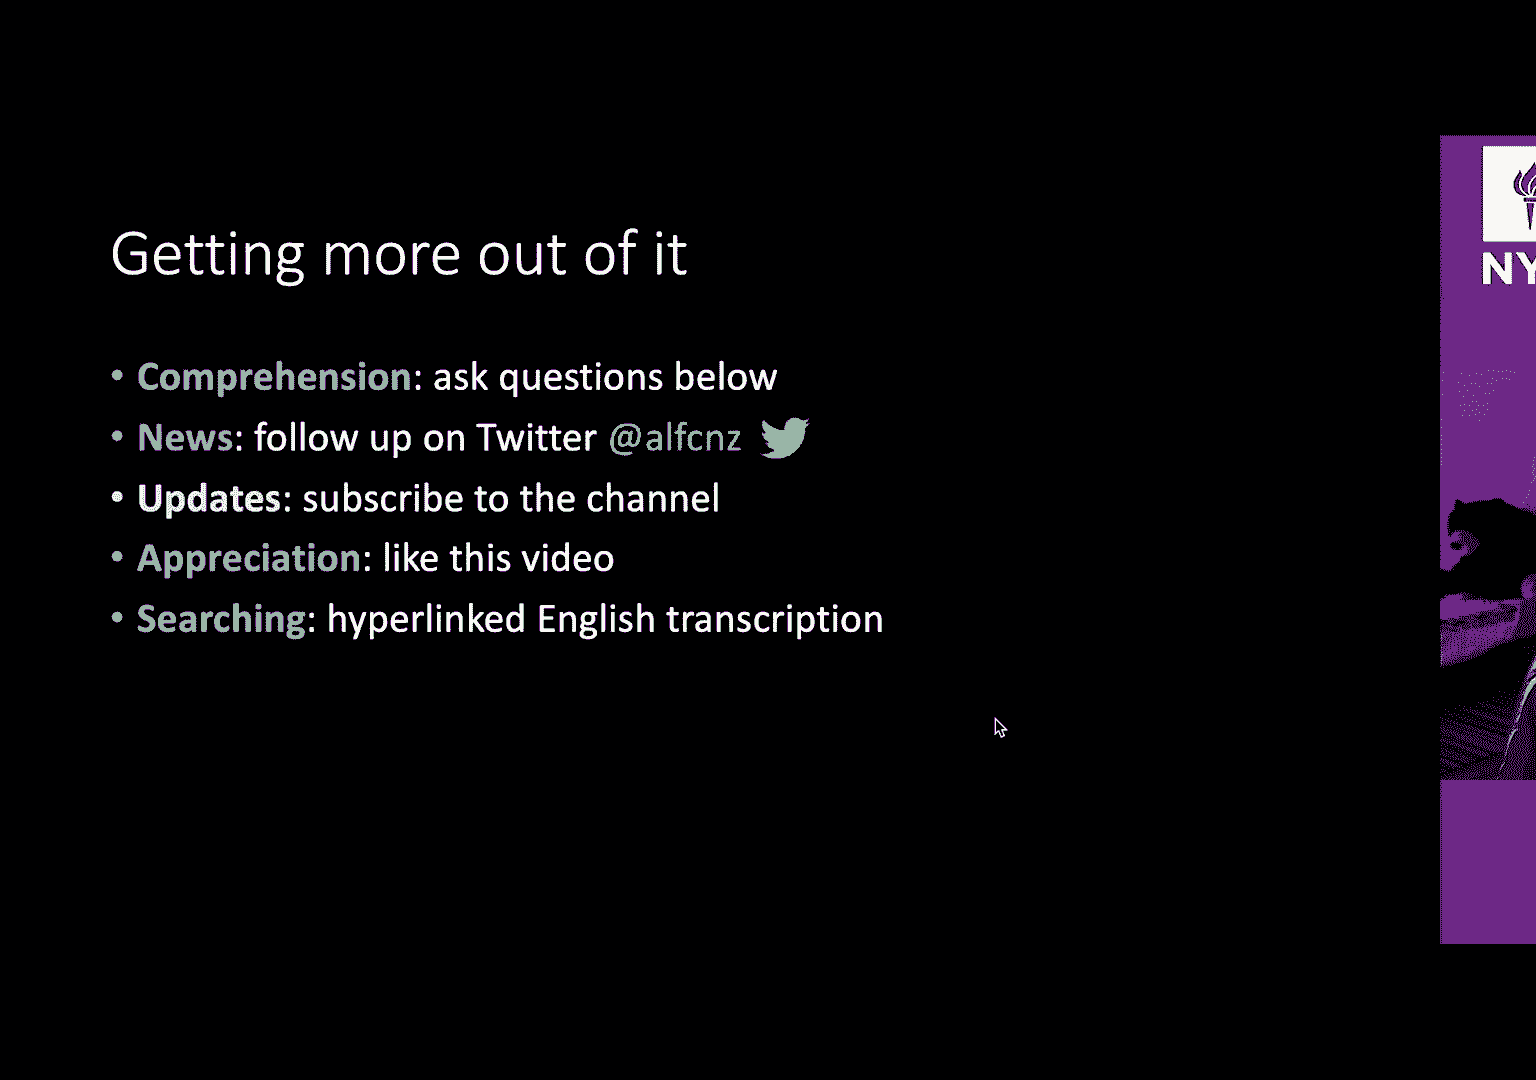 Getting more out of it
• Comprehension: ask questions below
• News: follow up on Twitter @alfcnz
• Updates: subscribe to the channel
• Appreciation: like this video
• Searching: hyperlinked English transcription
NY